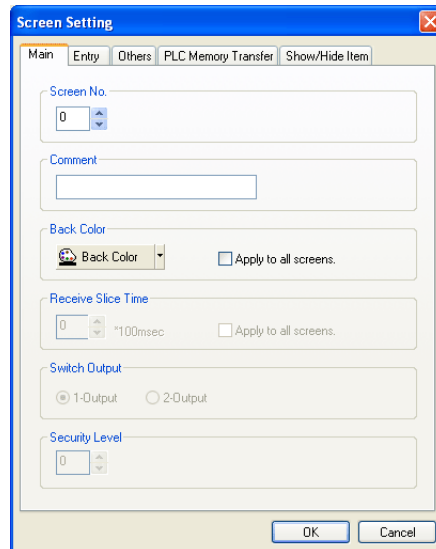 Screen Setting
Main Entry Others PLC Memory Transfer Show/Hide Item
Screen No.
0
Comment
Back Color
Back Color Apply to all screens.
Receive Slice Time
0 *100msec Apply to all screens.
Switch Output
1-Output 2-Output
Security Level
0
OK Cancel